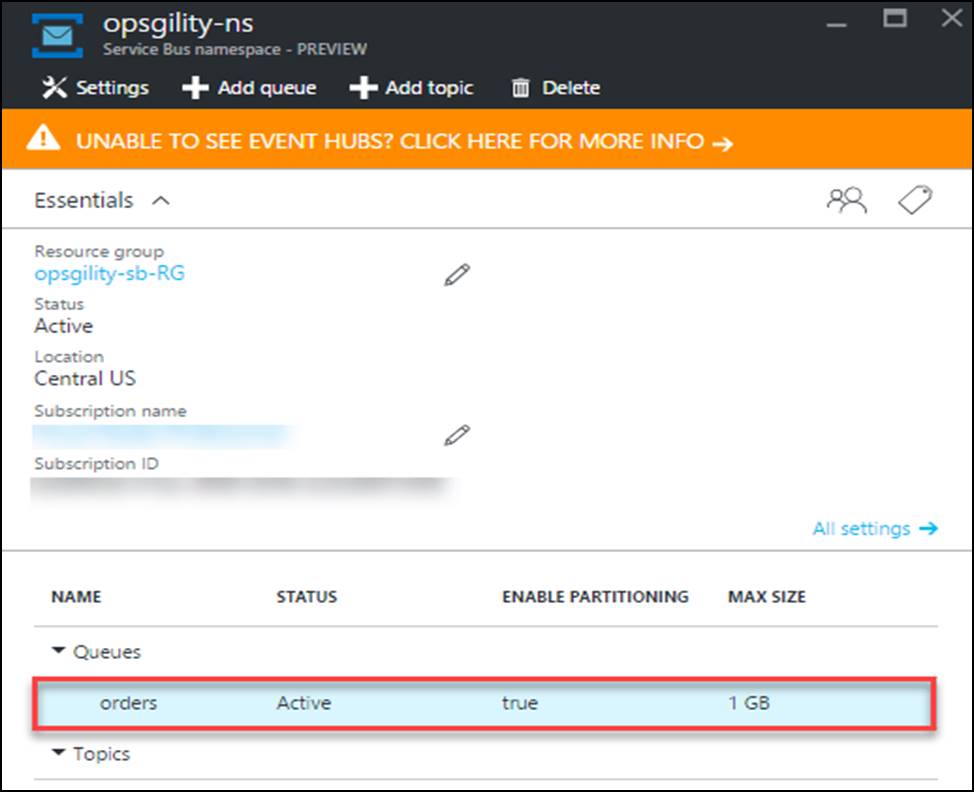 opsgility-ns
Service Bus namespace - PREVIEW
Settings Add queue Add topic Delete
UNABLE TO SEE EVENT HUBS? CLICK HERE FOR MORE INFO →
Essentials
Resource group
opsgility-sb-RG
Status
Active
Location
Central US
Subscription name
Subscription ID
All settings →
NAME STATUS ENABLE PARTITIONING MAX SIZE
Queues
orders Active true 1 GB
Topics